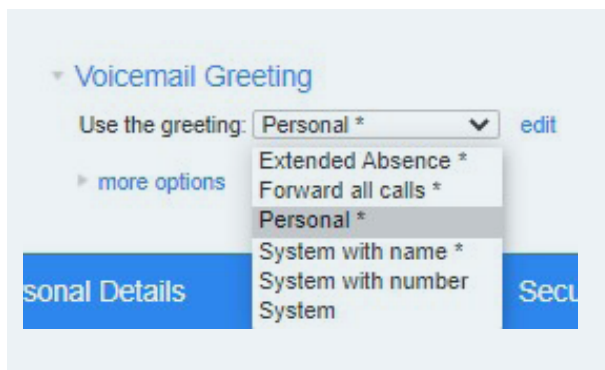 Voicemail Greeting
Use the greeting: Personal * edit
Extended Absence *
more options
Forward all calls *
Personal *
System with name *
sonal Details
System with number
Secu
System